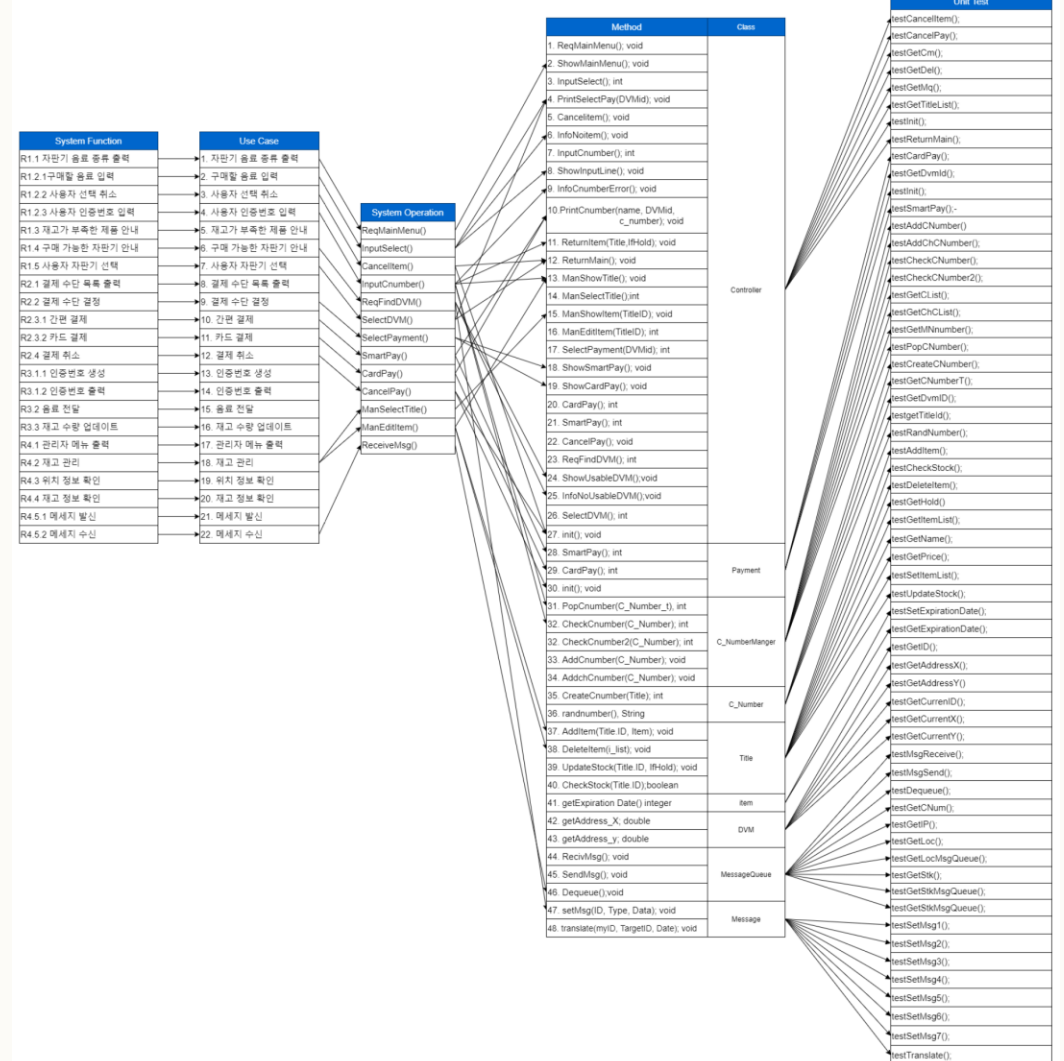 System Function
R1.1 자판기 음료 종류 출력
R1.2.1구매할 음료 입력
R1.2.2 사용자 선택 취소
R1.2.3 사용자 인증번호 입력
R1.3 재고가 부족한 제품 안내
R1.4 구매 가능한 자판기 안내
R1.5 사용자 자판기 선택
R2.1 결제 수단 목록 출력
R2.2 결제 수단 결정
R2.3.1 간편 결제
R2.3.2 카드 결제
R2.4 결제 취소
R3.1.1 인증번호 생성
R3.1.2 인증번호 출력
R3.2 음료 전달
R3.3 재고 수량 업데이트
R4.1 관리자 메뉴 출력
R4.2 재고 관리
R4.3 위치 정보 확인
R4.4 재고 정보 확인
R4.5.1 메세지 발신
R4.5.2 메세지 수신
Use Case
1. 자판기 음료 종류 출력
2. 구매할 음료 입력
3. 사용자 선택 취소
4. 사용자 인증번호 입력
5. 재고가 부족한 제품 안내
6. 구매 가능한 자판기 안내
7. 사용자 자판기 선택
8. 결제 수단 목록 출력
9. 결제 수단 결정
10. 간편 결제
11. 카드 결제
12. 결제 취소
13. 인증번호 생성
14. 인증번호 출력
15. 음료 전달
16. 재고 수량 업데이트
17. 관리자 메뉴 출력
18. 재고 관리
19. 위치 정보 확인
20. 재고 정보 확인
21. 메세지 발신
22. 메세지 수신
System Operation
ReqMainMenu()
InputSelect()
CancelItem()
InputCnumber()
ReqFindDVM()
SelectDVM()
SelectPayment()
SmartPay()
CardPay()
CancelPay()
ManSelectTitle()
ManEditItem()
ReceiveMsg()
Method
1. ReqMainMenu(); void
2. ShowMainMenu(); void
3. InputSelect(); int
4. PrintSelectPay(DVMid); void
5. Cancelitem(); void
6. InfoNoitem(); void
7. InputCnumber(); int
8. ShowInputLine(); void
9. InfoCnumberError(); void
10.PrintCnumber(name, DVMid,
c_number); void
11. ReturnItem(Title,IfHold); void
12. ReturnMain(); void
13. ManShowTitle(); void
14. ManSelectTitle();int
15. ManShowItem(TitleID); void
16. ManEditItem(TitleID); int
17. SelectPayment(DVMid); int
18. ShowSmartPay(); void
19. ShowCardPay(); void
20. CardPay(); int
21. SmartPay(); int
22. CancelPay(); void
23. ReqFindDVM(); int
24. ShowUsableDVM();void
25. InfoNoUsableDVM();void
26. SelectDVM(); int
27. init(); void
28. SmartPay(); int
29. CardPay(); int
30. init(); void
31. PopCnumber(C_Number_t), int
32. CheckCnumber(C_Number); int
32. CheckCnumber2(C_Number); int
33. AddCnumber(C_Number); void
34. AddchCnumber(C_Number); void
35. CreateCnumber(Title); int
36. randnumber(), String
37. AddItem(Title.ID, Item); void
38. DeleteItem(i_list); void
39. UpdateStock(Title.ID, IfHold); void
40. CheckStock(Title.ID);boolean
41. getExpiration Date() integer
42. getAddress_X; double
43. getAddress_y; double
44. RecivMsg(); void
45. SendMsg(); void
46. Dequeue();void
47. setMsg(ID, Type, Data); void
48. translate(myID, TargetID, Date); void
Class
Controller
Payment
C_NumberManger
C_Number
Title
item
DVM
MessageQueue
Message
Unit Test
testCancelItem();
testCancelPay();
testGetCm();
testGetDel();
testGetMq();
testGetTitleList();
testInit();
testReturnMain();
testCardPay();
testGetDvmId();
testInit();
testSmartPay();-
testAddCNumber()
testAddChCNumber();
testCheckCNumber();
testCheckCNumber2();
testGetCList();
testGetChCList();
testGetMNnumber();
testPopCNumber();
testCreateCNumber();
testGetCNumberT();
testGetDvmID();
testgetTitleId();
testRandNumber();
testAddItem();
testCheckStock();
testDeleteItem();
testGetHold()
testGetItemList();
testGetName();
testGetPrice();
testSetItemList();
testUpdateStock();
testSetExpirationDate();
testGetExpirationDate();
testGetID();
testGetAddressX();
testGetAddressY()
testGetCurrenID();
testGetCurrentX();
testGetCurrentY();
testMsgReceive();
testMsgSend();
testDequeue();
testGetCNum();
testGetIP();
testGetLoc();
testGetLocMsgQueue();
testGetStk();
testGetStkMsgQueue();
testGetStkMsgQueue();
testSetMsg1();
testSetMsg2();
testSetMsg3();
testSetMsg4();
testSetMsg5();
testSetMsg6();
testSetMsg7();
testTranslate();